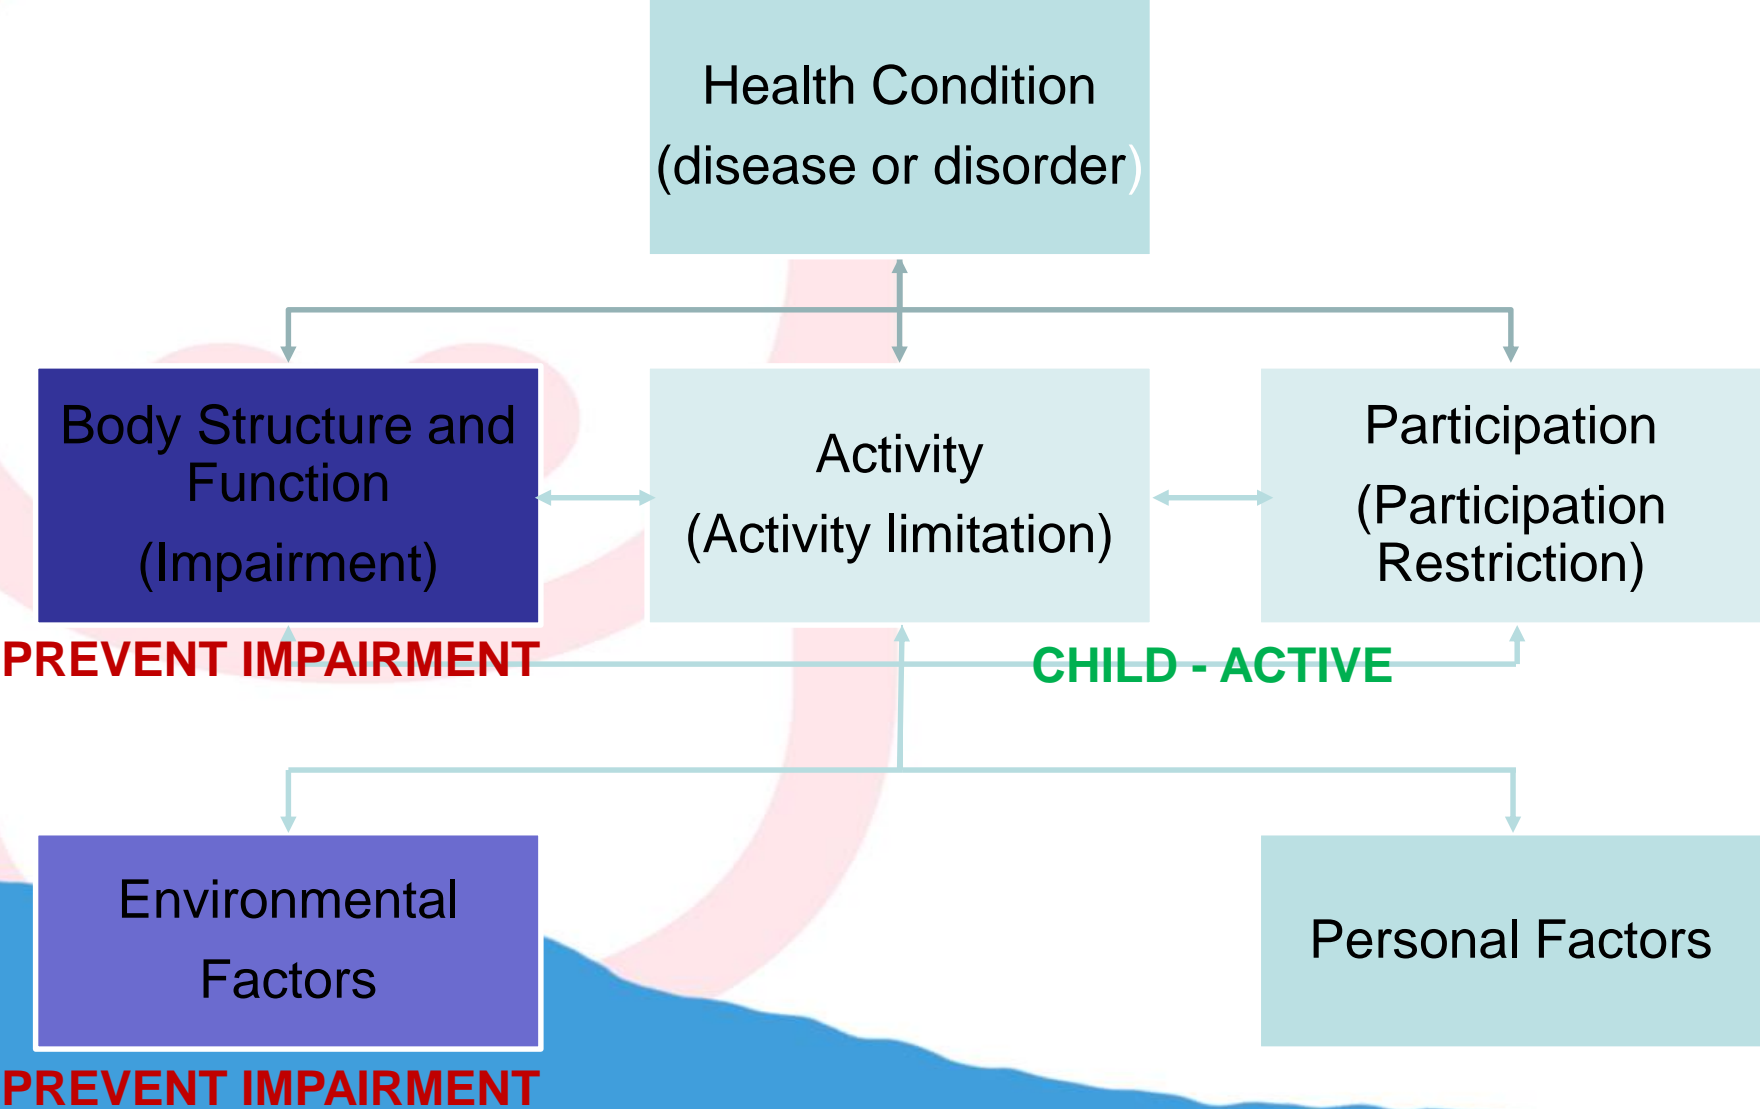 Health Condition
(disease or disorder)
Body Structure and
Function
(Impairment)
Activity
(Activity limitation)
Participation
(Participation
Restriction)
PREVENT IMPAIRMENT
CHILD - ACTIVE
Environmental
Factors
Personal Factors
PREVENT IMPAIRMENT